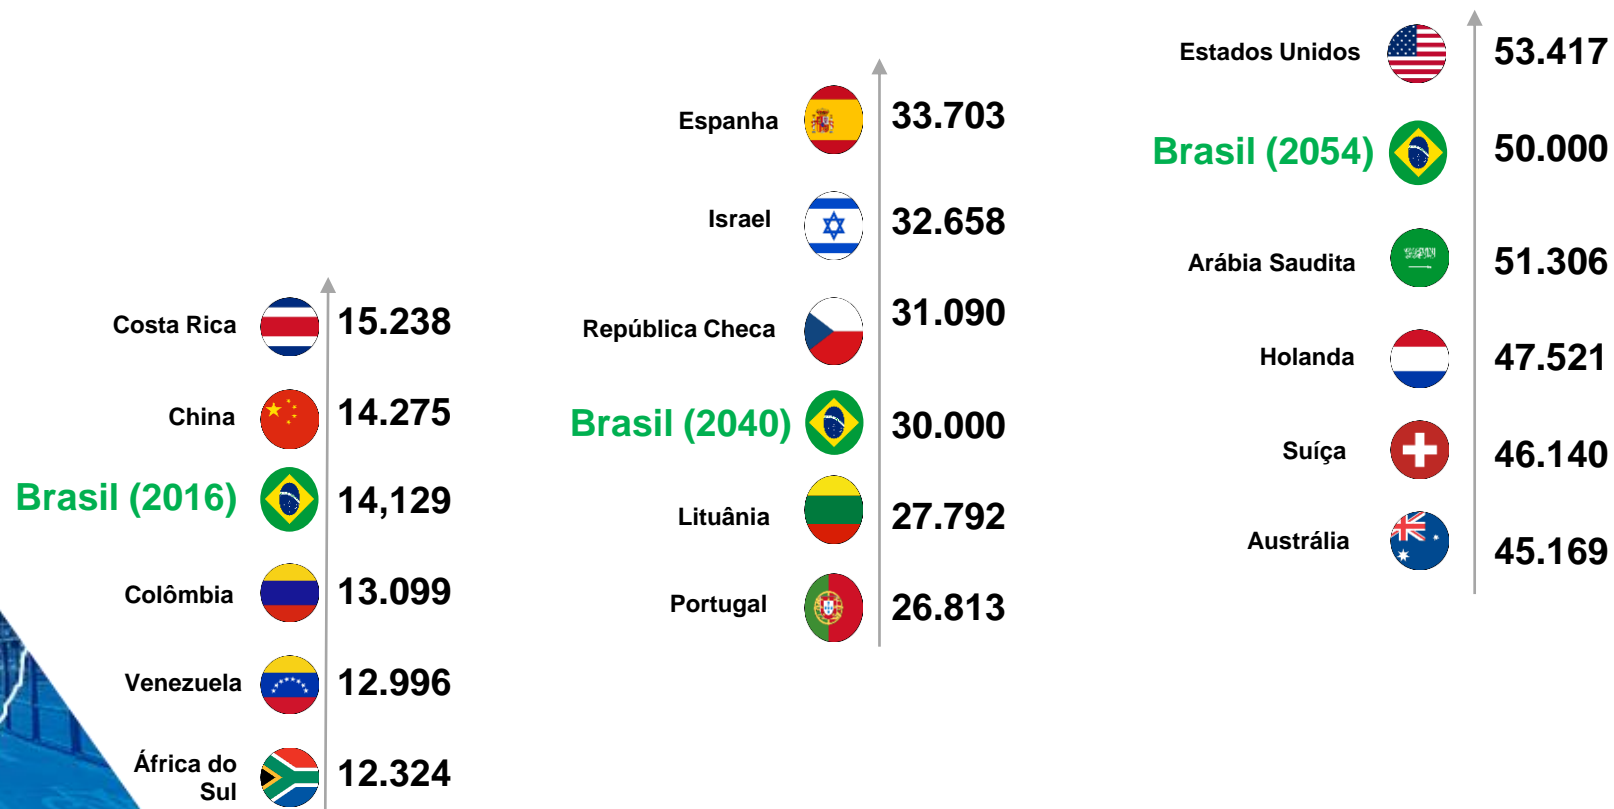 Costa Rica 15.238
China 14.275
Brasil (2016) 14,129
Colômbia 13.099
Venezuela 12.996
África do
Sul 12.324
Espanha 33.703
Israel 32.658
República Checa 31.090
Brasil (2040) 30.000
Lituânia 27.792
Portugal 26.813
Estados Unidos 53.417
Brasil (2054) 50.000
Arábia Saudita 51.306
Holanda 47.521
Suíça 46.140
Austrália 45.169